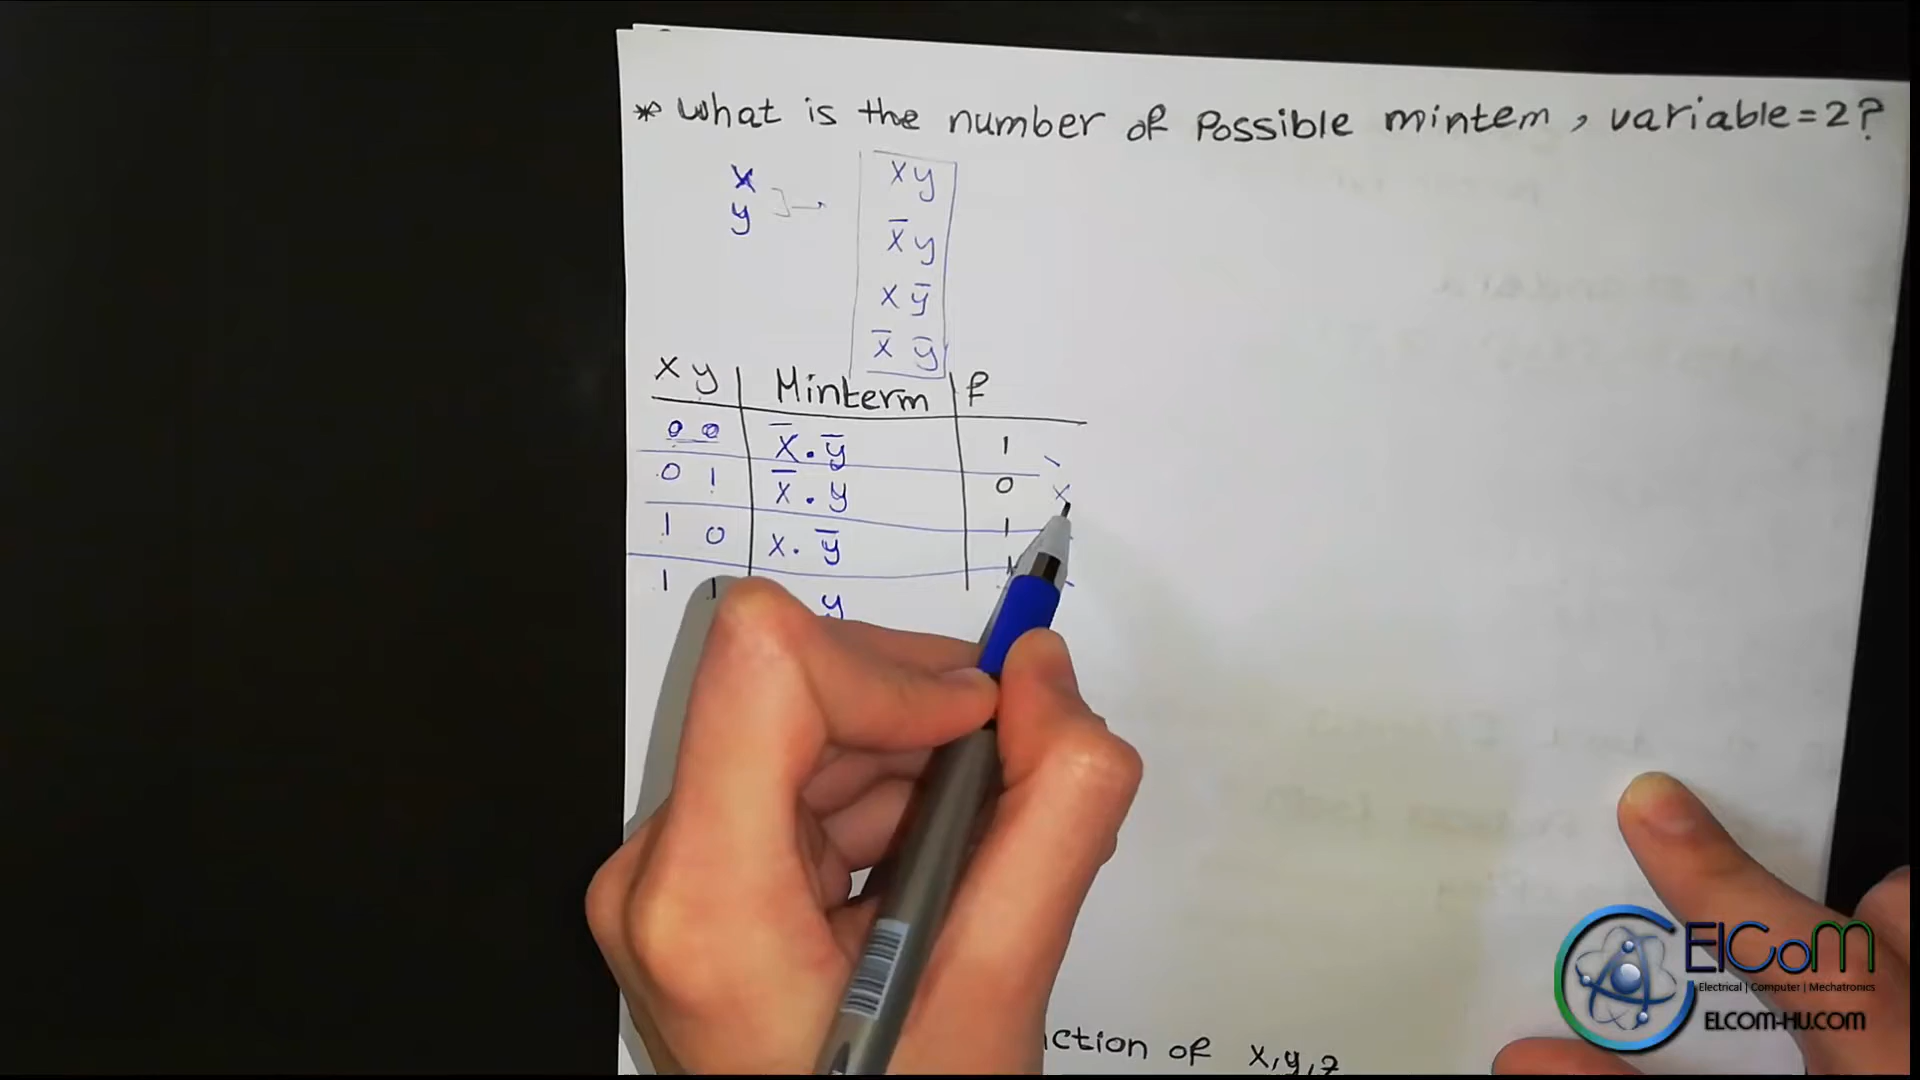 * What is the number of Possible mintem, variable=2?
x
y
xy
x̅ y
x y̅
x̅ y̅
x y | Minterm | f
0 0 | x̅ . y̅ | 1
0 1 | x̅ . y | 0 x
1 0 | x . y̅ | 1
1 1 y
ction of x,y,z
ElCoM
Electrical | Computer | Mechatronics
ELCOM-HU.COM